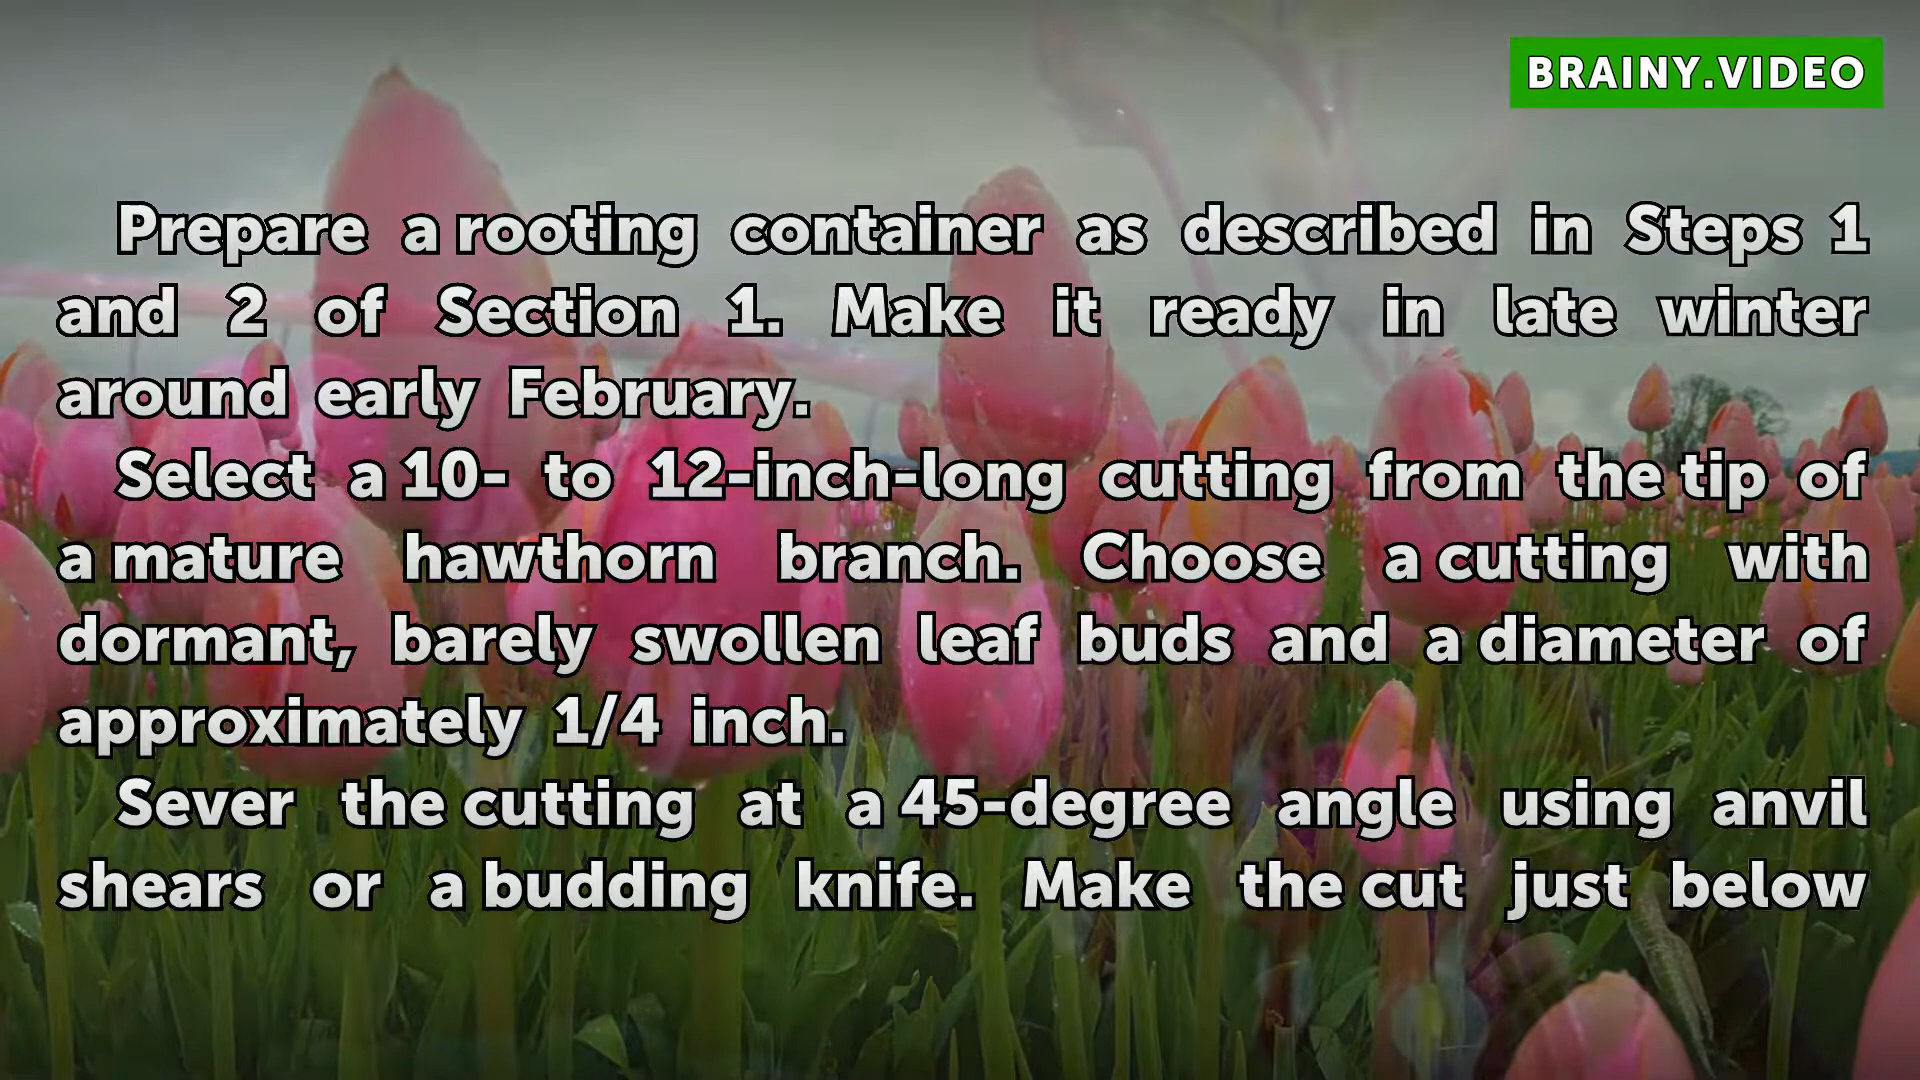 BRAINY.VIDEO
Prepare a rooting container as described in Steps 1
and 2 of Section 1. Make it ready in late winter
around early February.
Select a 10- to 12-inch-long cutting from the tip of
a mature hawthorn branch. Choose a cutting with
dormant, barely swollen leaf buds and a diameter of
approximately 1/4 inch.
Sever the cutting at a 45-degree angle using anvil
shears or a budding knife. Make the cut just below